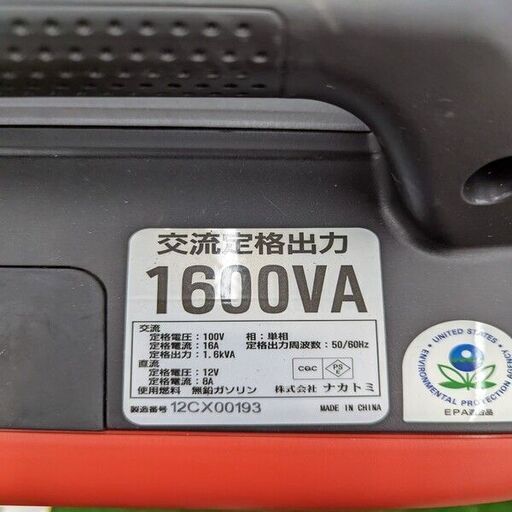 交流定格出力
1600VA
交流
定格電圧：100V 相：単相
定格電流：16A 定格出力周波数：50/60Hz
定格出力：1.6kVA
直流
定格電圧：12V
定格電流：8A
使用燃料 無鉛ガソリン 株式会社 ナカトミ
CQC
PS
E
製造番号 12CX00193 MADE IN CHINA
UNITED STATES
ENVIRONMENTAL PROTECTION AGENCY
EPA適合品